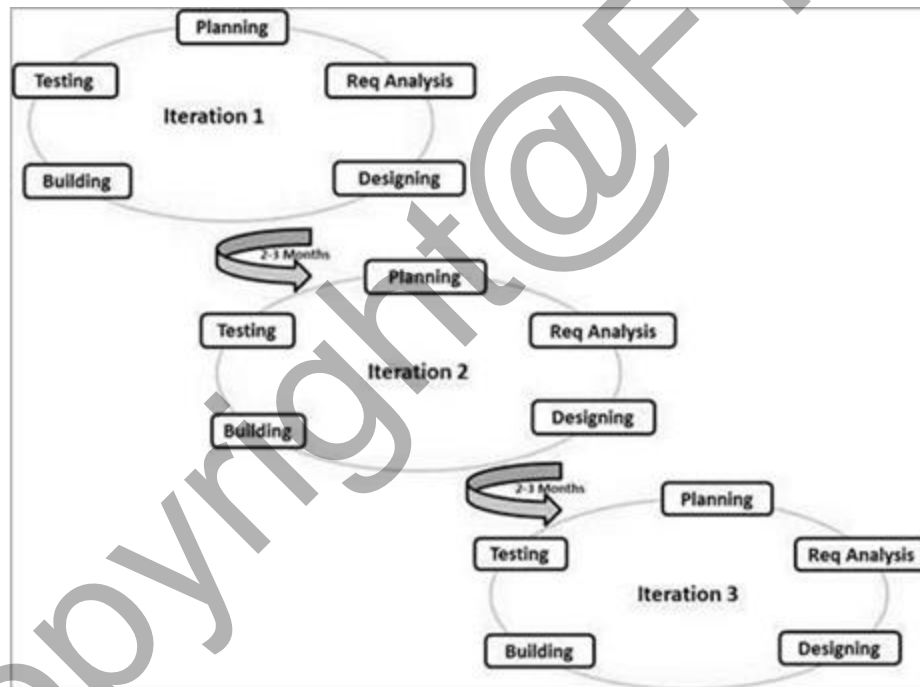 Planning
Testing
Req Analysis
Iteration 1
Building
Designing
2-3 Months
Planning
Testing
Req Analysis
Iteration 2
Building
Designing
2-3 Months
Planning
Testing
Req Analysis
Iteration 3
Building
Designing
opyright@F